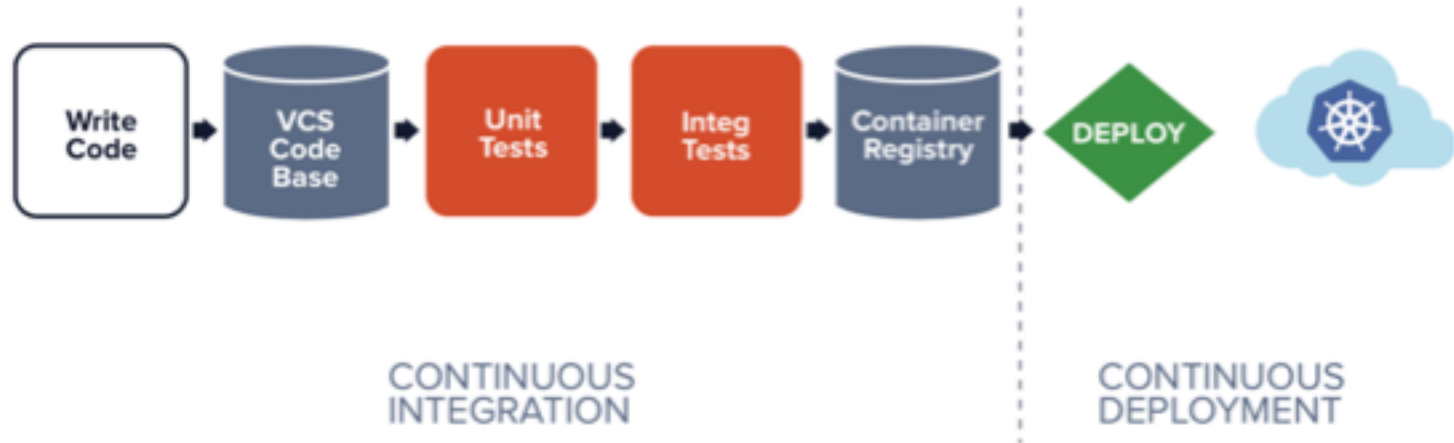 Write
Code
VCS
Code
Base
Unit
Tests
Integ
Tests
Container
Registry
DEPLOY
CONTINUOUS
INTEGRATION
CONTINUOUS
DEPLOYMENT